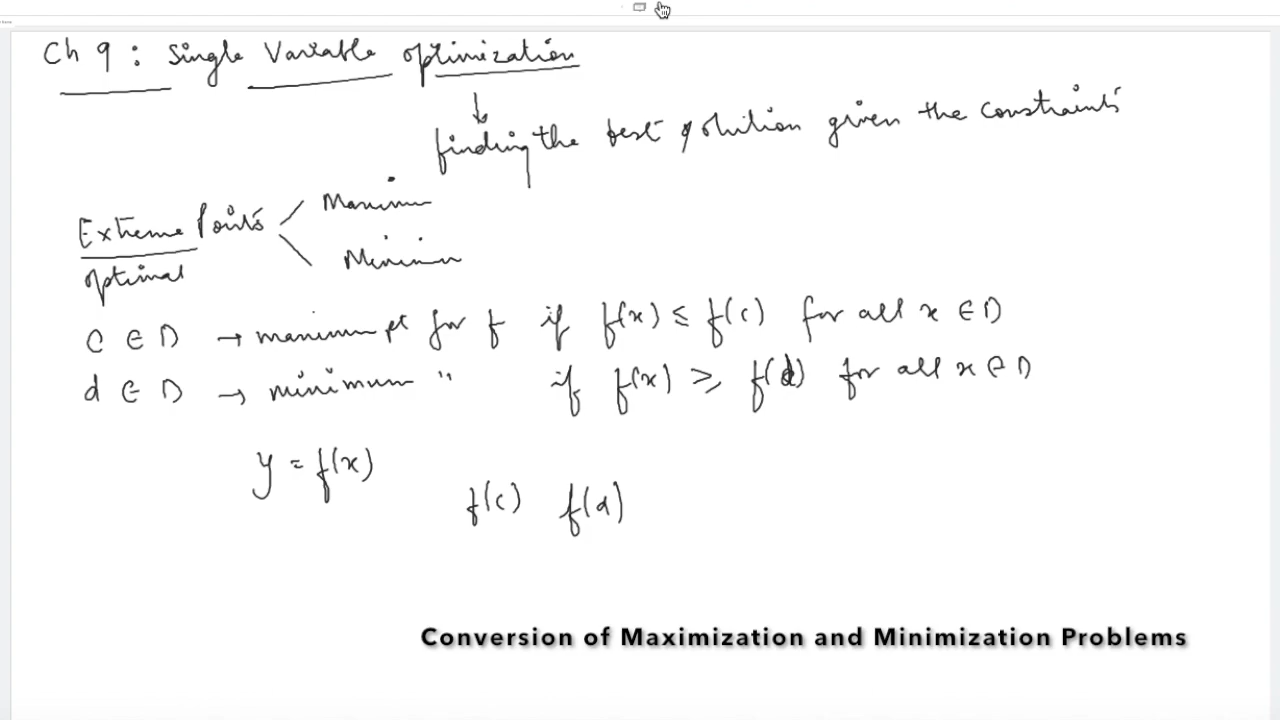 Ch 9 : Single Variable optimization
finding the best solution given the constraints
Extreme Points
Maximum
Minimum
optimal
c ∈ D → maximum pt for f if f(x) ≤ f(c) for all x ∈ D
d ∈ D → minimum " if f(x) ≥ f(d) for all x ∈ D
y = f(x)
f(c) f(d)
Conversion of Maximization and Minimization Problems